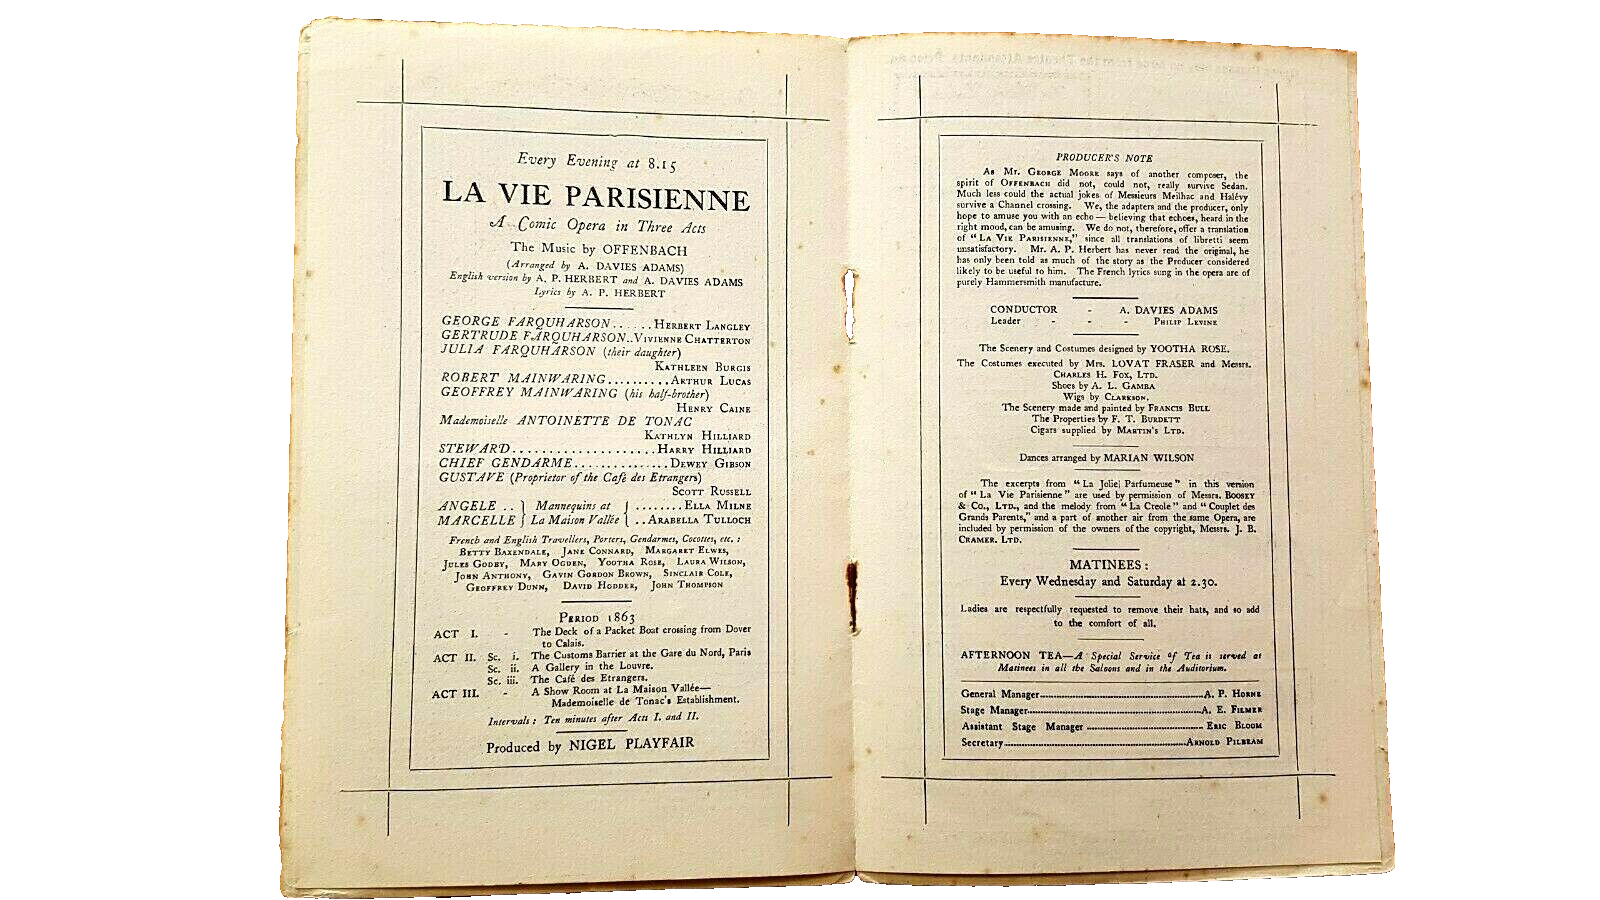 Every Evening at 8.15
LA VIE PARISIENNE
A Comic Opera in Three Acts
The Music by OFFENBACH
(Arranged by A. DAVIES ADAMS)
English version by A. P. HERBERT and A. DAVIES ADAMS
Lyrics by A. P. HERBERT
GEORGE FARQUHARSON......HERBERT LANGLEY
GERTRUDE FARQUHARSON..VIVIENNE CHATTERTON
JULIA FARQUHARSON (their daughter)
KATHLEEN BURGIS
ROBERT MAINWARING..........ARTHUR LUCAS
GEOFFREY MAINWARING (his half-brother)
HENRY CAINE
Mademoiselle ANTOINETTE DE TONAC
KATHLYN HILLIARD
STEWARD.....................HARRY HILLIARD
CHIEF GENDARME..............DEWEY GIBSON
GUSTAVE (Proprietor of the Café des Etrangers)
SCOTT RUSSELL
ANGELE .. } Mannequins at { ........ELLA MILNE
MARCELLE } La Maison Vallée { ..ARABELLA TULLOCH
French and English Travellers, Porters, Gendarmes, Cocottes, etc. :
BETTY BAXENDALE, JANE CONNARD, MARGARET ELWES,
JULES GODBY, MARY OGDEN, YOOTHA ROSE, LAURA WILSON,
JOHN ANTHONY, GAVIN GORDON BROWN, SINCLAIR COLE,
GEOFFREY DUNN, DAVID HODDER, JOHN THOMPSON
PERIOD 1863
ACT I. - The Deck of a Packet Boat crossing from Dover
to Calais.
ACT II. Sc. i. The Customs Barrier at the Gare du Nord, Paris
Sc. ii. A Gallery in the Louvre.
Sc. iii. The Café des Etrangers.
ACT III. - A Show Room at La Maison Vallée—
Mademoiselle de Tonac's Establishment.
Intervals : Ten minutes after Acts I. and II.
Produced by NIGEL PLAYFAIR
PRODUCER'S NOTE
As MR. GEORGE MOORE says of another composer, the
spirit of OFFENBACH did not, could not, really survive Sedan.
Much less could the actual jokes of Messieurs Meilhac and Halévy
survive a Channel crossing. We, the adapters and the producer, only
hope to amuse you with an echo — believing that echoes, heard in the
right mood, can be amusing. We do not, therefore, offer a translation
of "LA VIE PARISIENNE," since all translations of libretti seem
unsatisfactory. Mr. A. P. Herbert has never read the original, he
has only been told as much of the story as the Producer considered
likely to be useful to him. The French lyrics sung in the opera are of
purely Hammersmith manufacture.
CONDUCTOR - A. DAVIES ADAMS
Leader - - - PHILIP LEVINE
The Scenery and Costumes designed by YOOTHA ROSE.
The Costumes executed by Mrs. LOVAT FRASER and Messrs.
CHARLES H. FOX, LTD.
Shoes by A. L. GAMBA
Wigs by CLARKSON.
The Scenery made and painted by FRANCIS BULL
The Properties by F. T. BURDETT
Cigars supplied by MARTIN'S LTD.
Dances arranged by MARIAN WILSON
The excerpts from "La Jolie Parfumeuse" in this version
of "La Vie Parisienne" are used by permission of Messrs. BOOSEY
& Co., LTD., and the melody from "La Creole" and "Couplet des
Grands Parents," and a part of another air from the same Opera, are
included by permission of the owners of the copyright, Messrs. J. B.
CRAMER, LTD.
MATINEES :
Every Wednesday and Saturday at 2.30.
Ladies are respectfully requested to remove their hats, and so add
to the comfort of all.
AFTERNOON TEA—A Special Service of Tea is served at
Matinees in all the Saloons and in the Auditorium.
General Manager..........A. P. HORNE
Stage Manager..........A. E. FILMER
Assistant Stage Manager..........ERIC BLOOM
Secretary..........ARNOLD PILBEAM